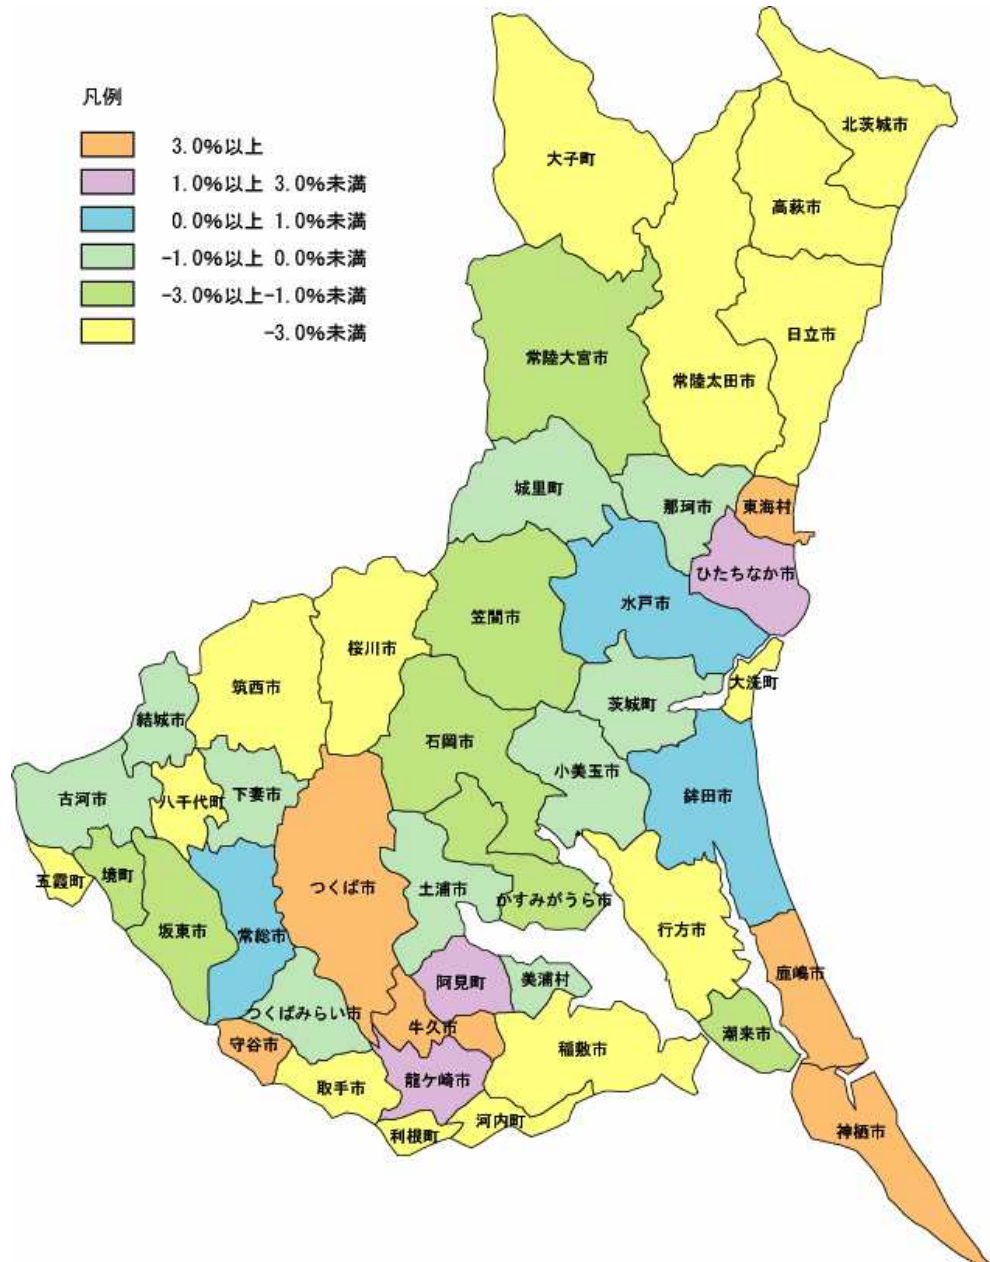 凡例
3.0%以上
1.0%以上 3.0%未満
0.0%以上 1.0%未満
-1.0%以上 0.0%未満
-3.0%以上-1.0%未満
-3.0%未満
北茨城市
大子町
高萩市
日立市
常陸大宮市
常陸太田市
城里町
那珂市
東海村
ひたちなか市
水戸市
笠間市
桜川市
筑西市
大洗町
茨城町
結城市
石岡市
小美玉市
鉾田市
古河市
八千代町
下妻市
五霞町
境町
つくば市
土浦市
かすみがうら市
坂東市
常総市
行方市
鹿嶋市
阿見町
美浦村
つくばみらい市
牛久市
潮来市
守谷市
稲敷市
取手市
龍ケ崎市
河内町
利根町
神栖市